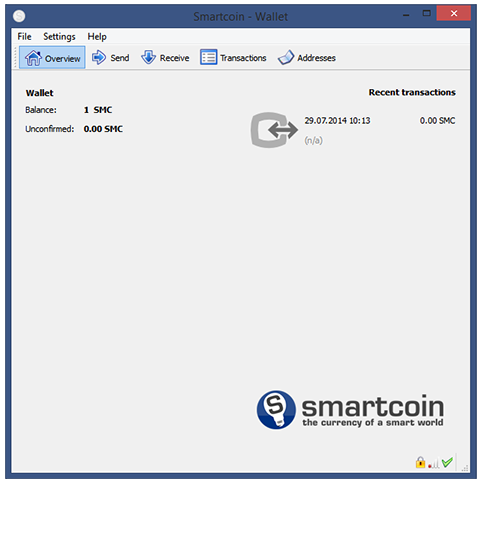 Smartcoin - Wallet
File Settings Help
Overview Send Receive Transactions Addresses
Wallet Recent transactions
Balance: 1 SMC
29.07.2014 10:13 0.00 SMC
Unconfirmed: 0.00 SMC
(n/a)
S
smartcoin
the currency of a smart world